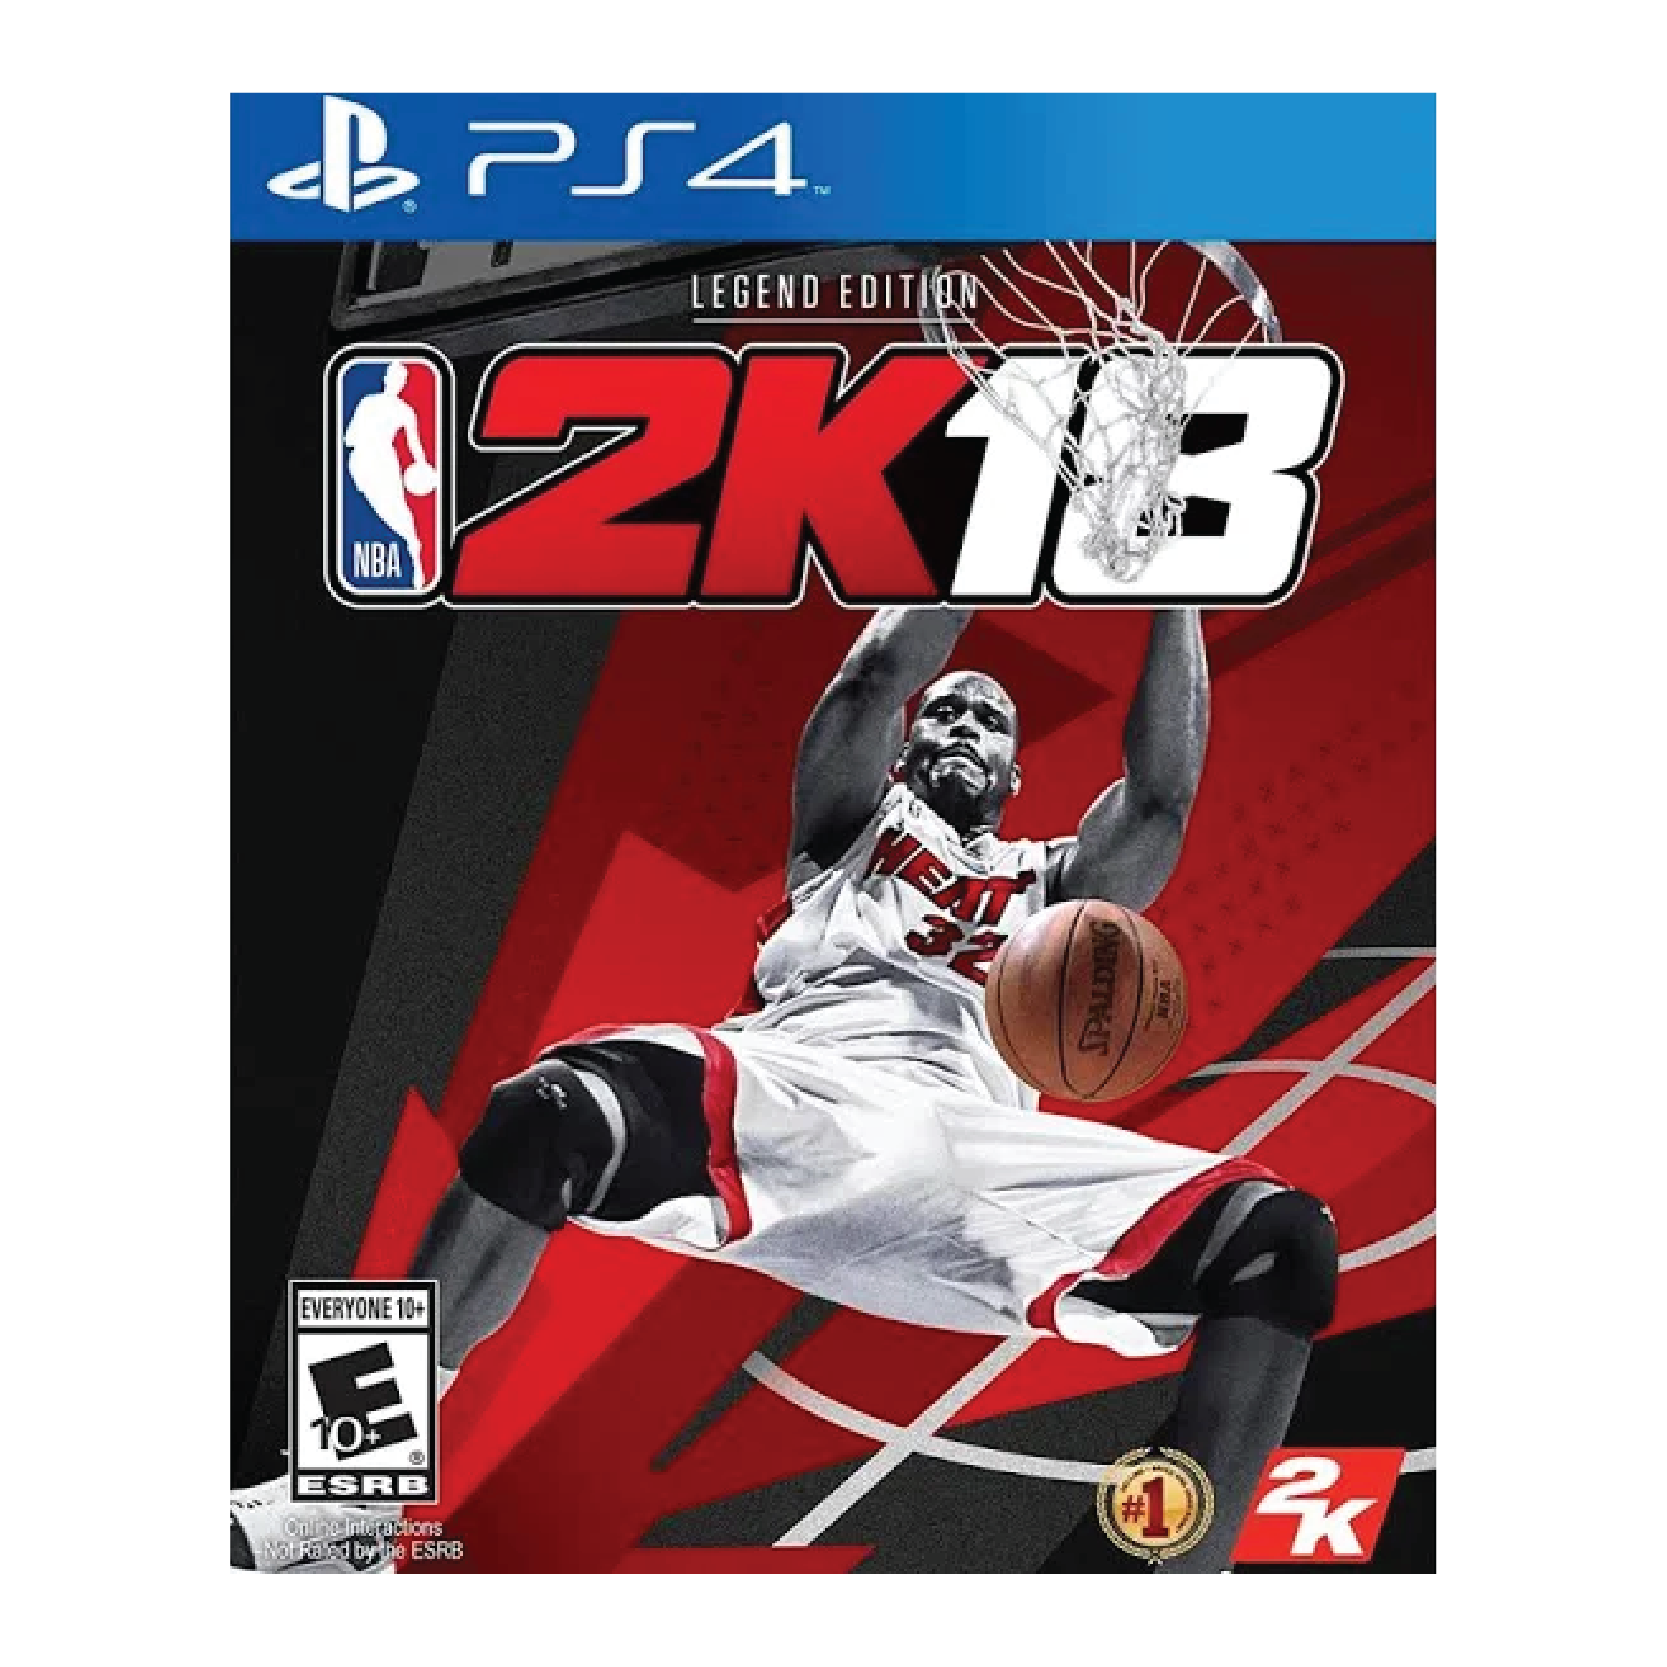 PS4™
LEGEND EDITION
NBA 2K18
HEAT
32
SPALDING
NBA
EVERYONE 10+
E
10+
®
ESRB
Online Interactions
Not Rated by the ESRB
#1
2K